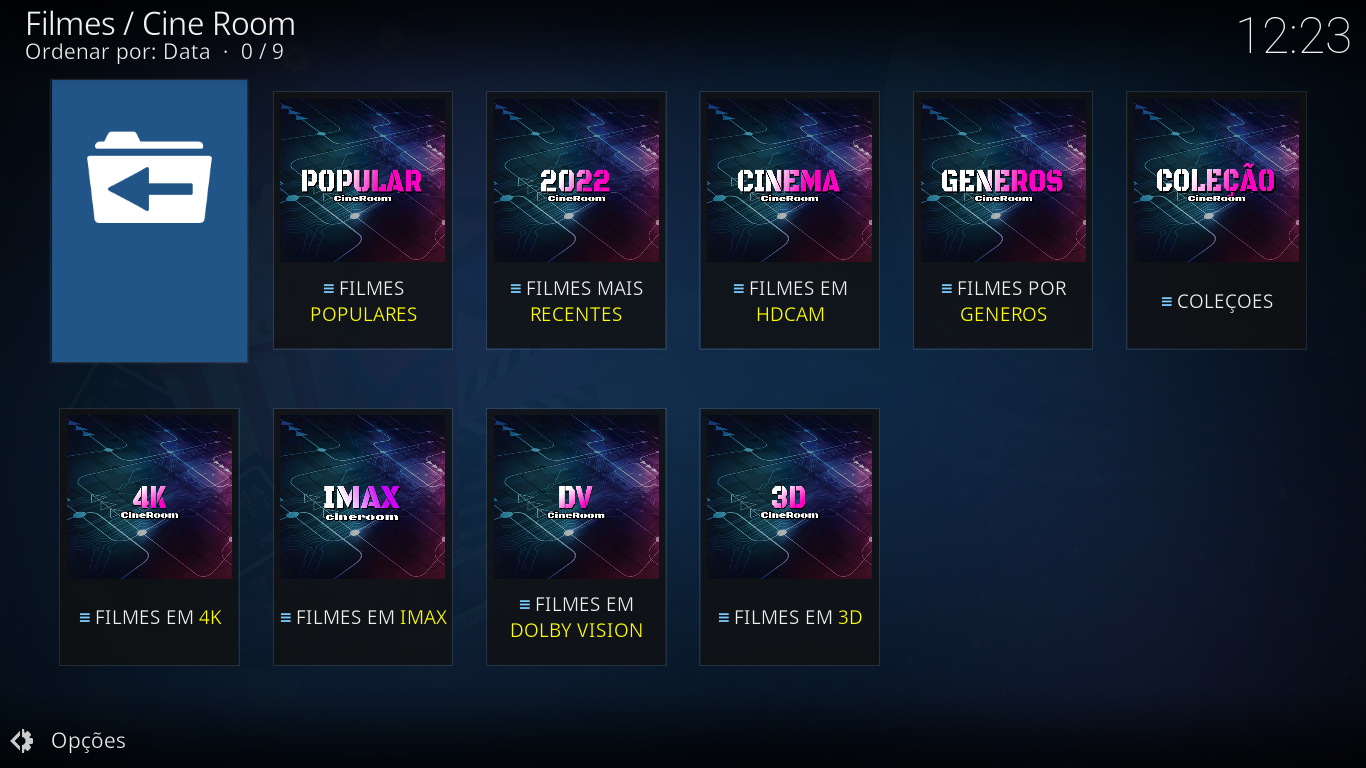 Filmes / Cine Room
Ordenar por: Data · 0 / 9
12:23
POPULAR
CineRoom
≡ FILMES
POPULARES
2022
CineRoom
≡ FILMES MAIS
RECENTES
CINEMA
CineRoom
≡ FILMES EM
HDCAM
GENEROS
CineRoom
≡ FILMES POR
GENEROS
COLEÇÃO
CineRoom
≡ COLEÇOES
4K
CineRoom
≡ FILMES EM 4K
IMAX
cineroom
≡ FILMES EM IMAX
DV
CineRoom
≡ FILMES EM
DOLBY VISION
3D
CineRoom
≡ FILMES EM 3D
Opções